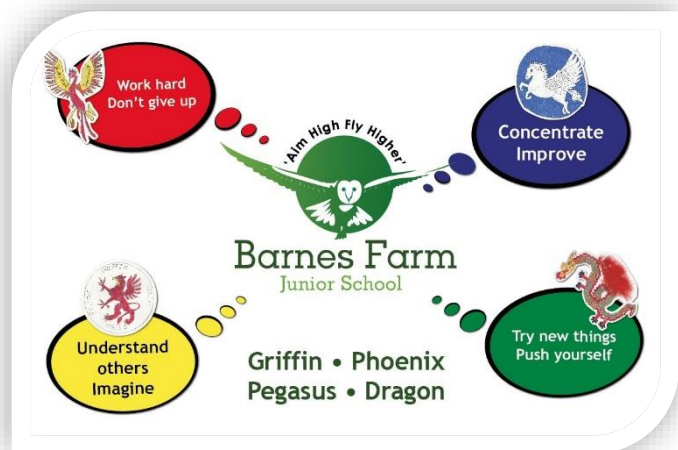 Work hard
Don't give up
Concentrate
Improve
'Aim High Fly Higher'
Barnes Farm
Junior School
Understand
others
Imagine
Try new things
Push yourself
Griffin • Phoenix
Pegasus • Dragon